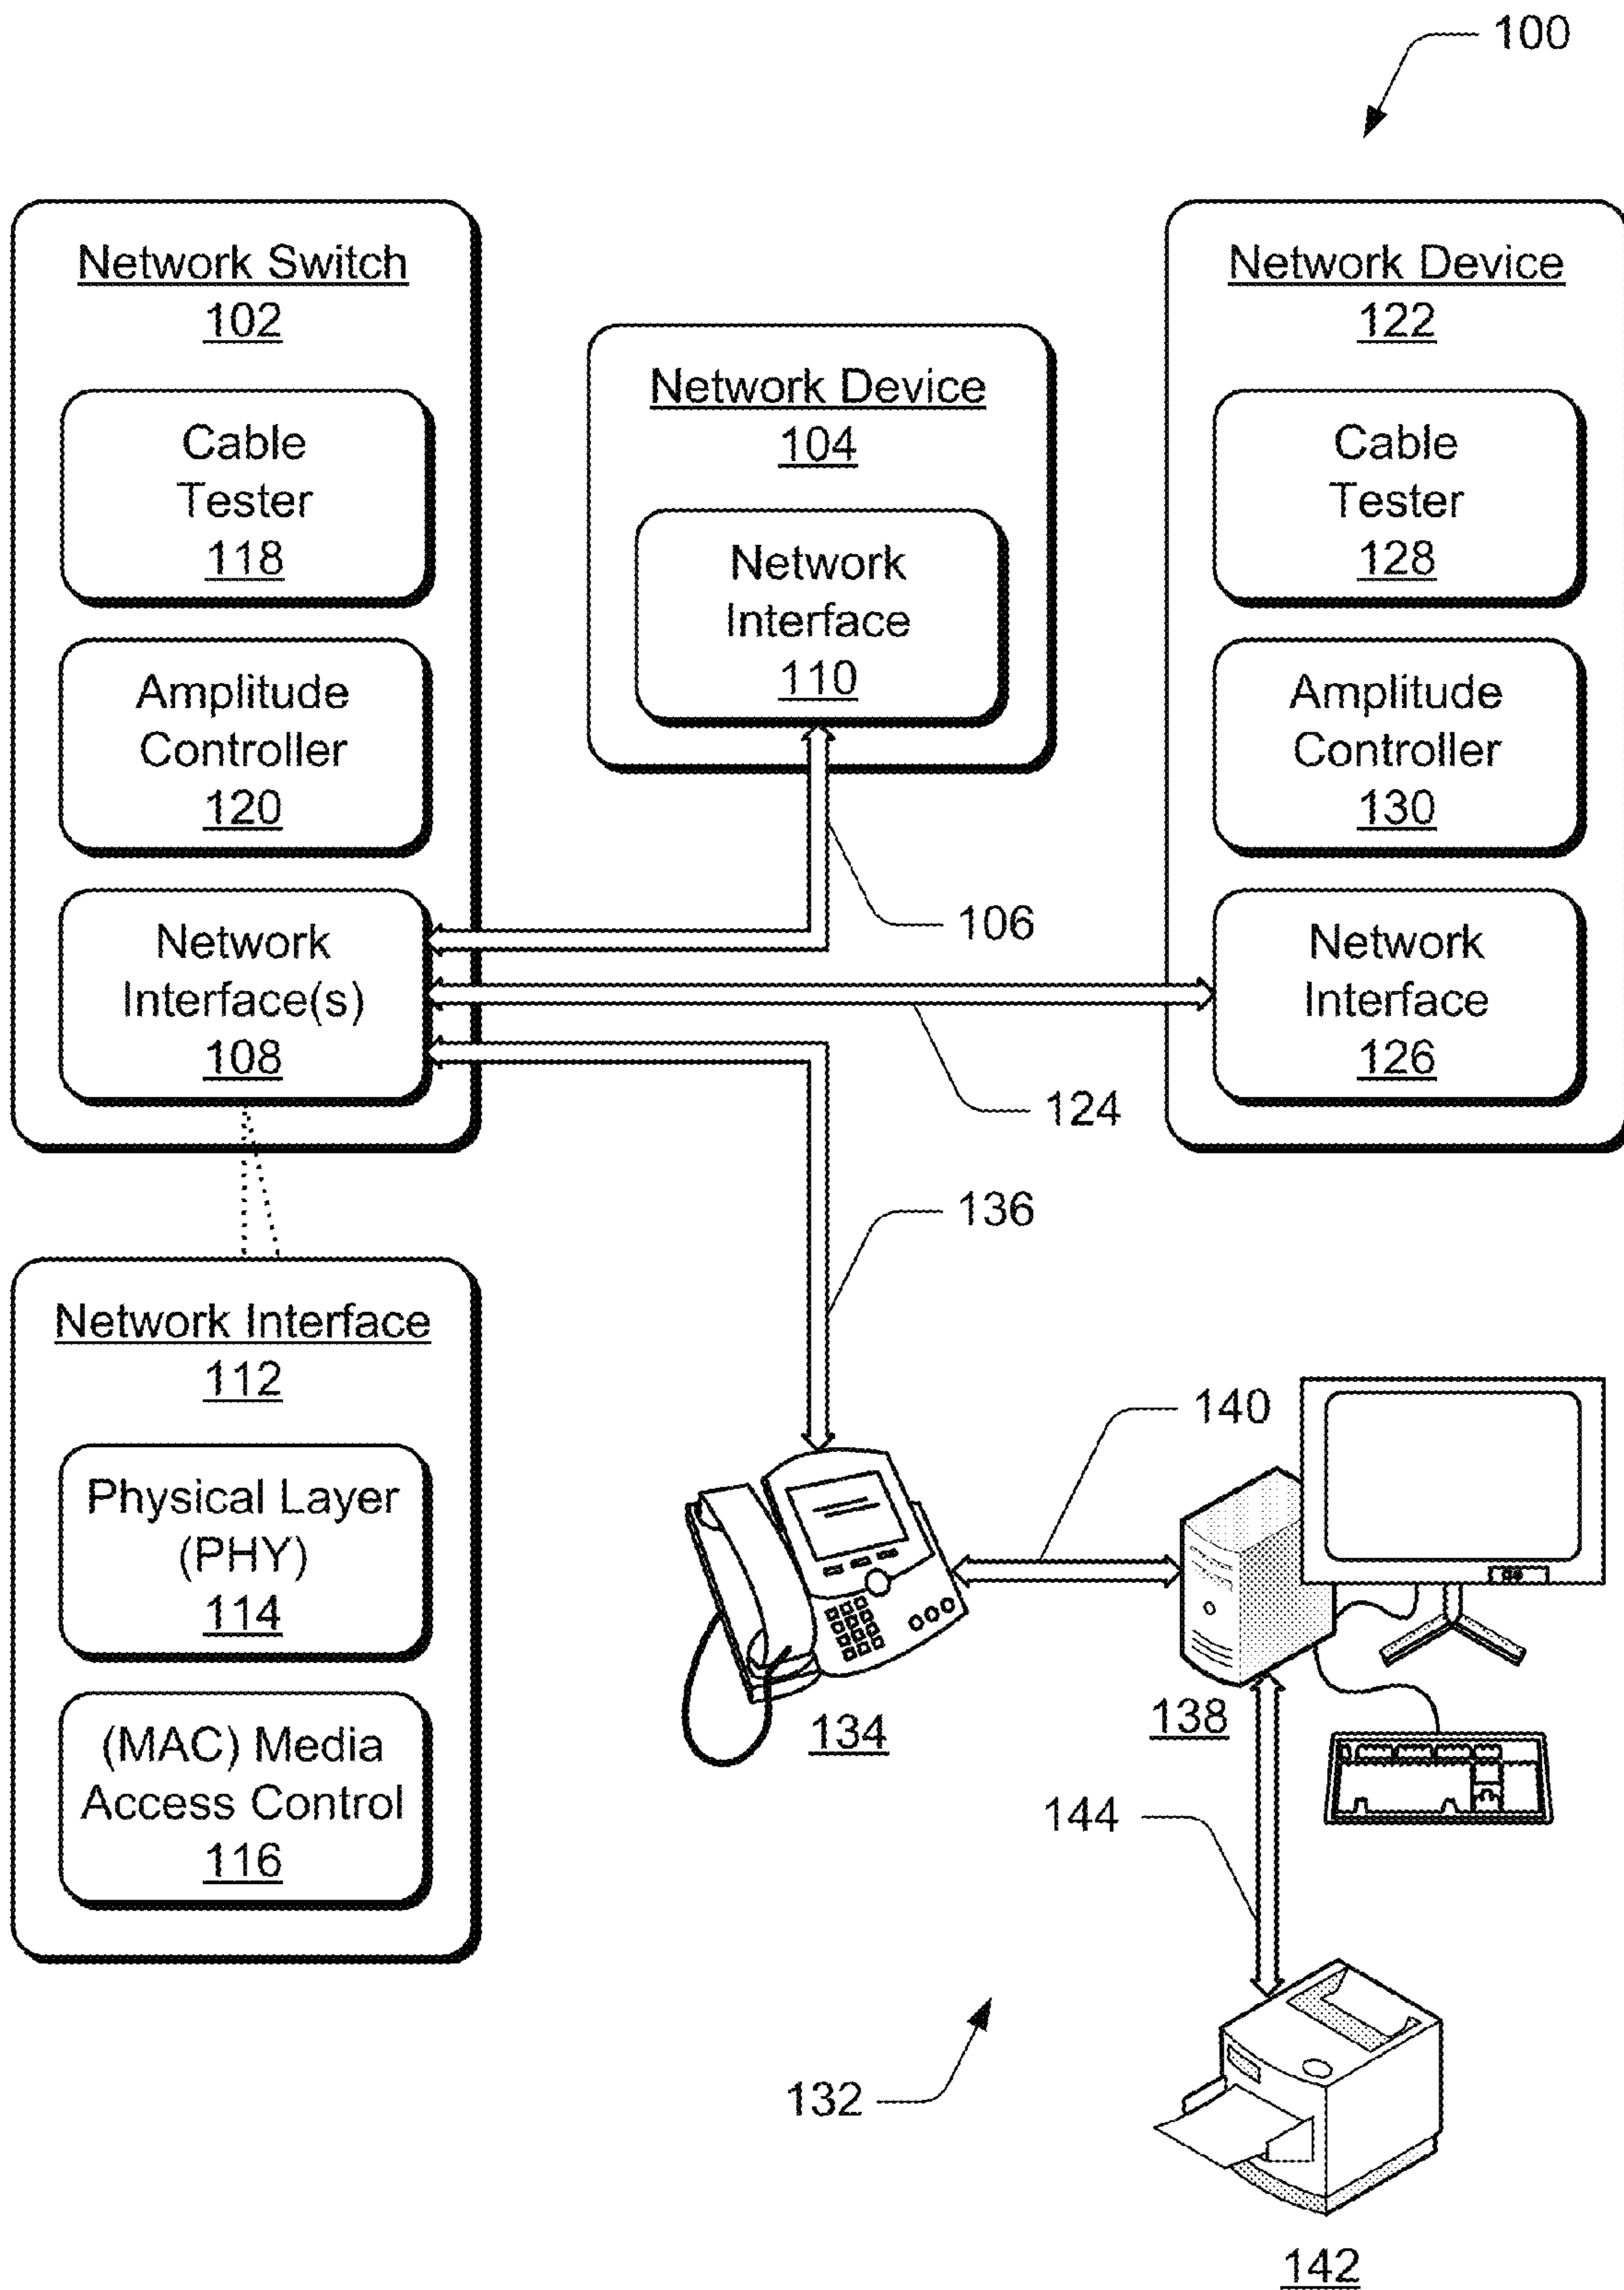 100
Network Switch
102
Cable
Tester
118
Amplitude
Controller
120
Network
Interface(s)
108
Network Device
104
Network
Interface
110
106
Network Device
122
Cable
Tester
128
Amplitude
Controller
130
Network
Interface
126
124
136
Network Interface
112
Physical Layer
(PHY)
114
(MAC) Media
Access Control
116
140
134
138
144
132
142